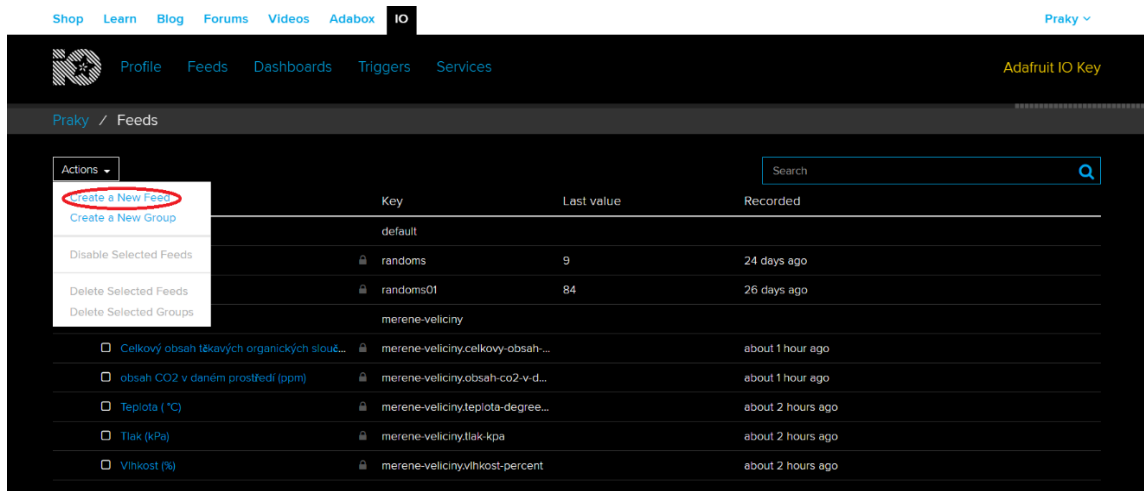 Shop Learn Blog Forums Videos Adabox IO Praky
Profile Feeds Dashboards Triggers Services Adafruit IO Key
Praky / Feeds
Actions Search
Create a New Feed Key Last value Recorded
Create a New Group
default
Disable Selected Feeds randoms 9 24 days ago
Delete Selected Feeds randoms01 84 26 days ago
Delete Selected Groups merene-veliciny
Celkový obsah těkavých organických slouč... merene-veliciny.celkovy-obsah-... about 1 hour ago
obsah CO2 v daném prostředí (ppm) merene-veliciny.obsah-co2-v-d... about 1 hour ago
Teplota ( °C) merene-veliciny.teplota-degree... about 2 hours ago
Tlak (kPa) merene-veliciny.tlak-kpa about 2 hours ago
Vlhkost (%) merene-veliciny.vlhkost-percent about 2 hours ago